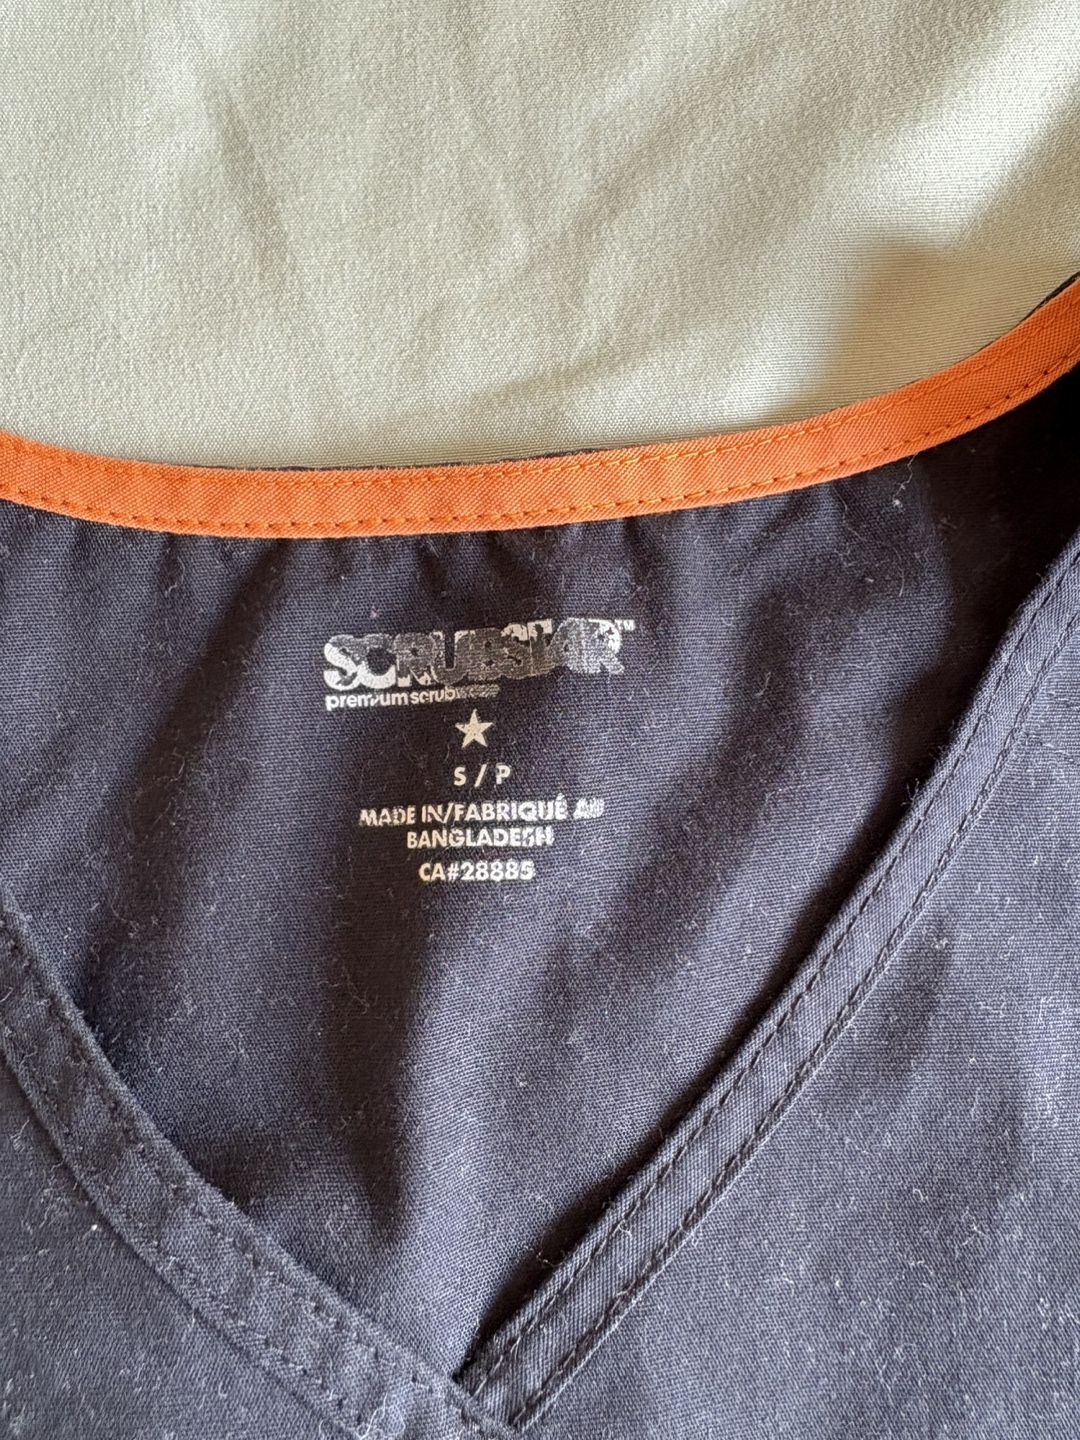 SCRUBSTAR™
premium scrubwear
S / P
MADE IN/FABRIQUÉ AU
BANGLADESH
CA#28885